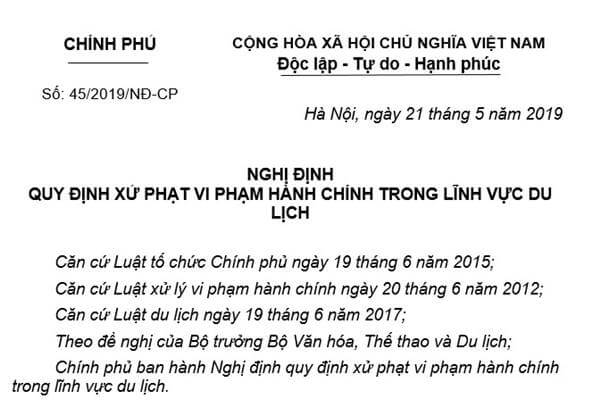 CHÍNH PHỦ
CỘNG HÒA XÃ HỘI CHỦ NGHĨA VIỆT NAM
Độc lập - Tự do - Hạnh phúc
Số: 45/2019/NĐ-CP
Hà Nội, ngày 21 tháng 5 năm 2019
NGHỊ ĐỊNH
QUY ĐỊNH XỬ PHẠT VI PHẠM HÀNH CHÍNH TRONG LĨNH VỰC DU
LỊCH
Căn cứ Luật tổ chức Chính phủ ngày 19 tháng 6 năm 2015;
Căn cứ Luật xử lý vi phạm hành chính ngày 20 tháng 6 năm 2012;
Căn cứ Luật du lịch ngày 19 tháng 6 năm 2017;
Theo đề nghị của Bộ trưởng Bộ Văn hóa, Thể thao và Du lịch;
Chính phủ ban hành Nghị định quy định xử phạt vi phạm hành chính
trong lĩnh vực du lịch.